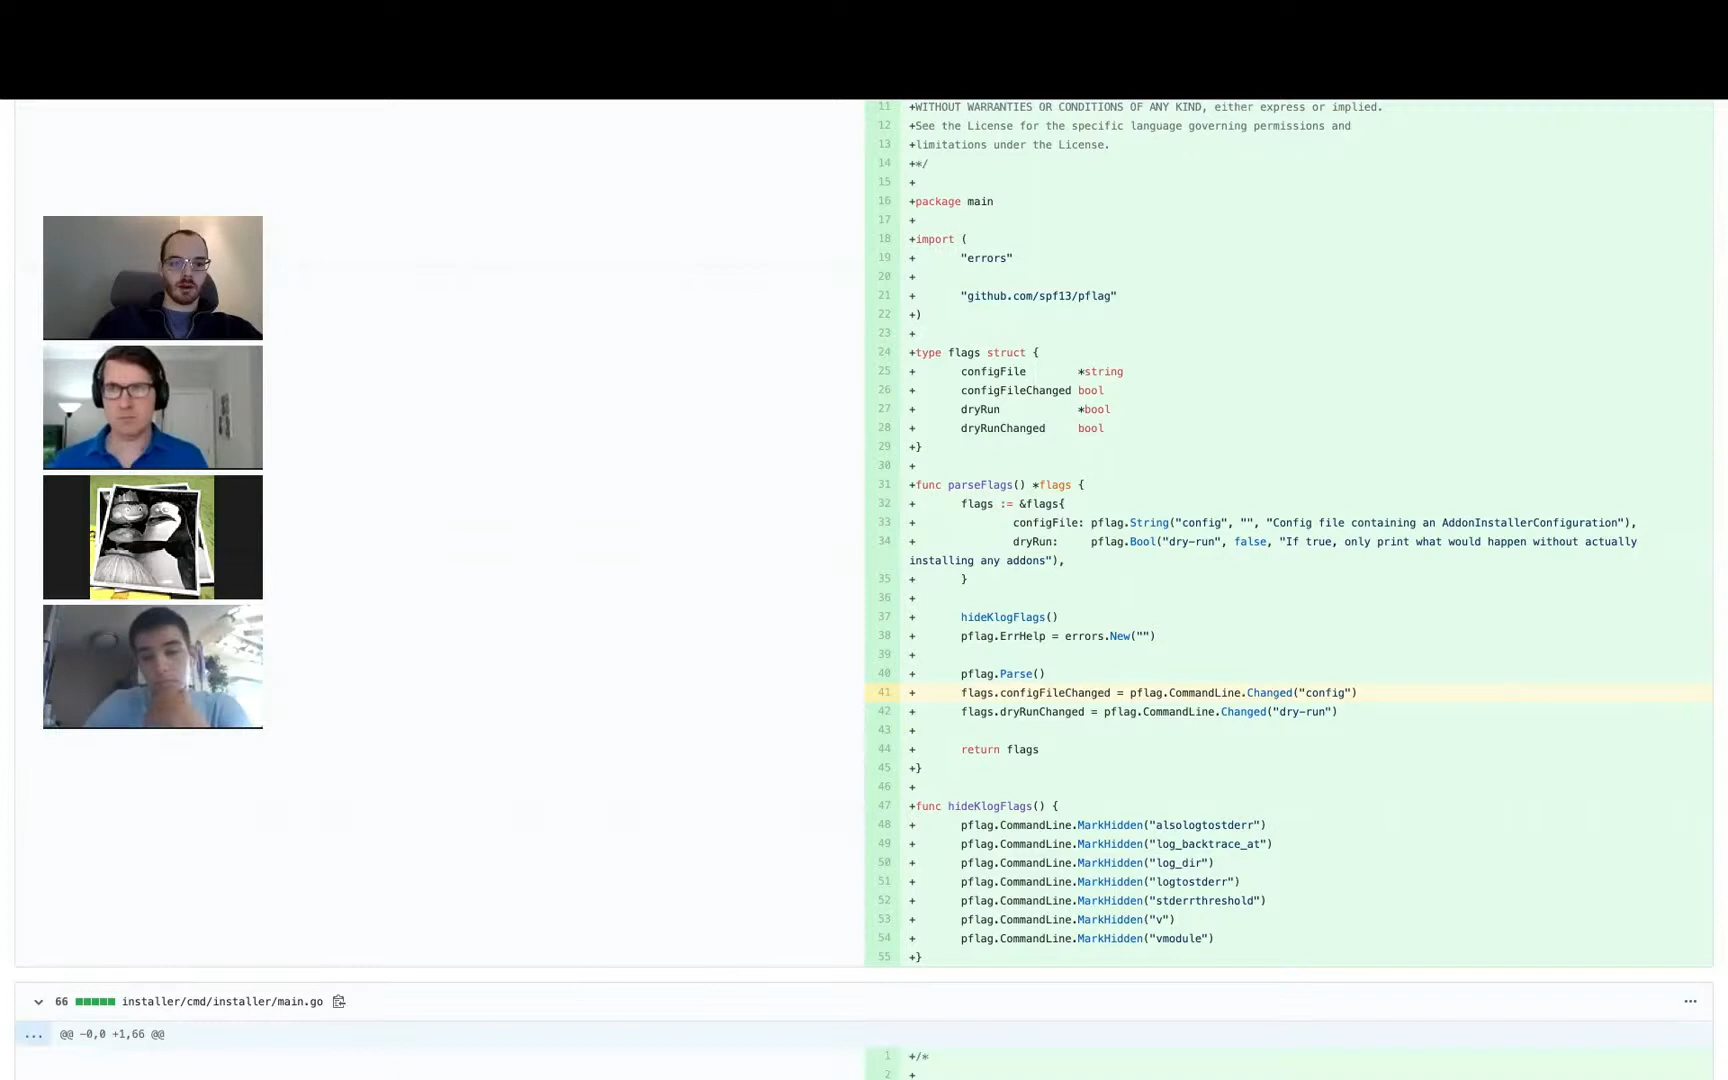 11 +WITHOUT WARRANTIES OR CONDITIONS OF ANY KIND, either express or implied.
12 +See the License for the specific language governing permissions and
13 +limitations under the License.
14 +*/
15 +
16 +package main
17 +
18 +import (
19 + "errors"
20 +
21 + "github.com/spf13/pflag"
22 +)
23 +
24 +type flags struct {
25 + configFile *string
26 + configFileChanged bool
27 + dryRun *bool
28 + dryRunChanged bool
29 +}
30 +
31 +func parseFlags() *flags {
32 + flags := &flags{
33 + configFile: pflag.String("config", "", "Config file containing an AddonInstallerConfiguration"),
34 + dryRun: pflag.Bool("dry-run", false, "If true, only print what would happen without actually
installing any addons"),
35 + }
36 +
37 + hideKlogFlags()
38 + pflag.ErrHelp = errors.New("")
39 +
40 + pflag.Parse()
41 + flags.configFileChanged = pflag.CommandLine.Changed("config")
42 + flags.dryRunChanged = pflag.CommandLine.Changed("dry-run")
43 +
44 + return flags
45 +}
46 +
47 +func hideKlogFlags() {
48 + pflag.CommandLine.MarkHidden("alsologtostderr")
49 + pflag.CommandLine.MarkHidden("log_backtrace_at")
50 + pflag.CommandLine.MarkHidden("log_dir")
51 + pflag.CommandLine.MarkHidden("logtostderr")
52 + pflag.CommandLine.MarkHidden("stderrthreshold")
53 + pflag.CommandLine.MarkHidden("v")
54 + pflag.CommandLine.MarkHidden("vmodule")
55 +}
66 installer/cmd/installer/main.go ...
... @@ -0,0 +1,66 @@
1 +/*
2 +